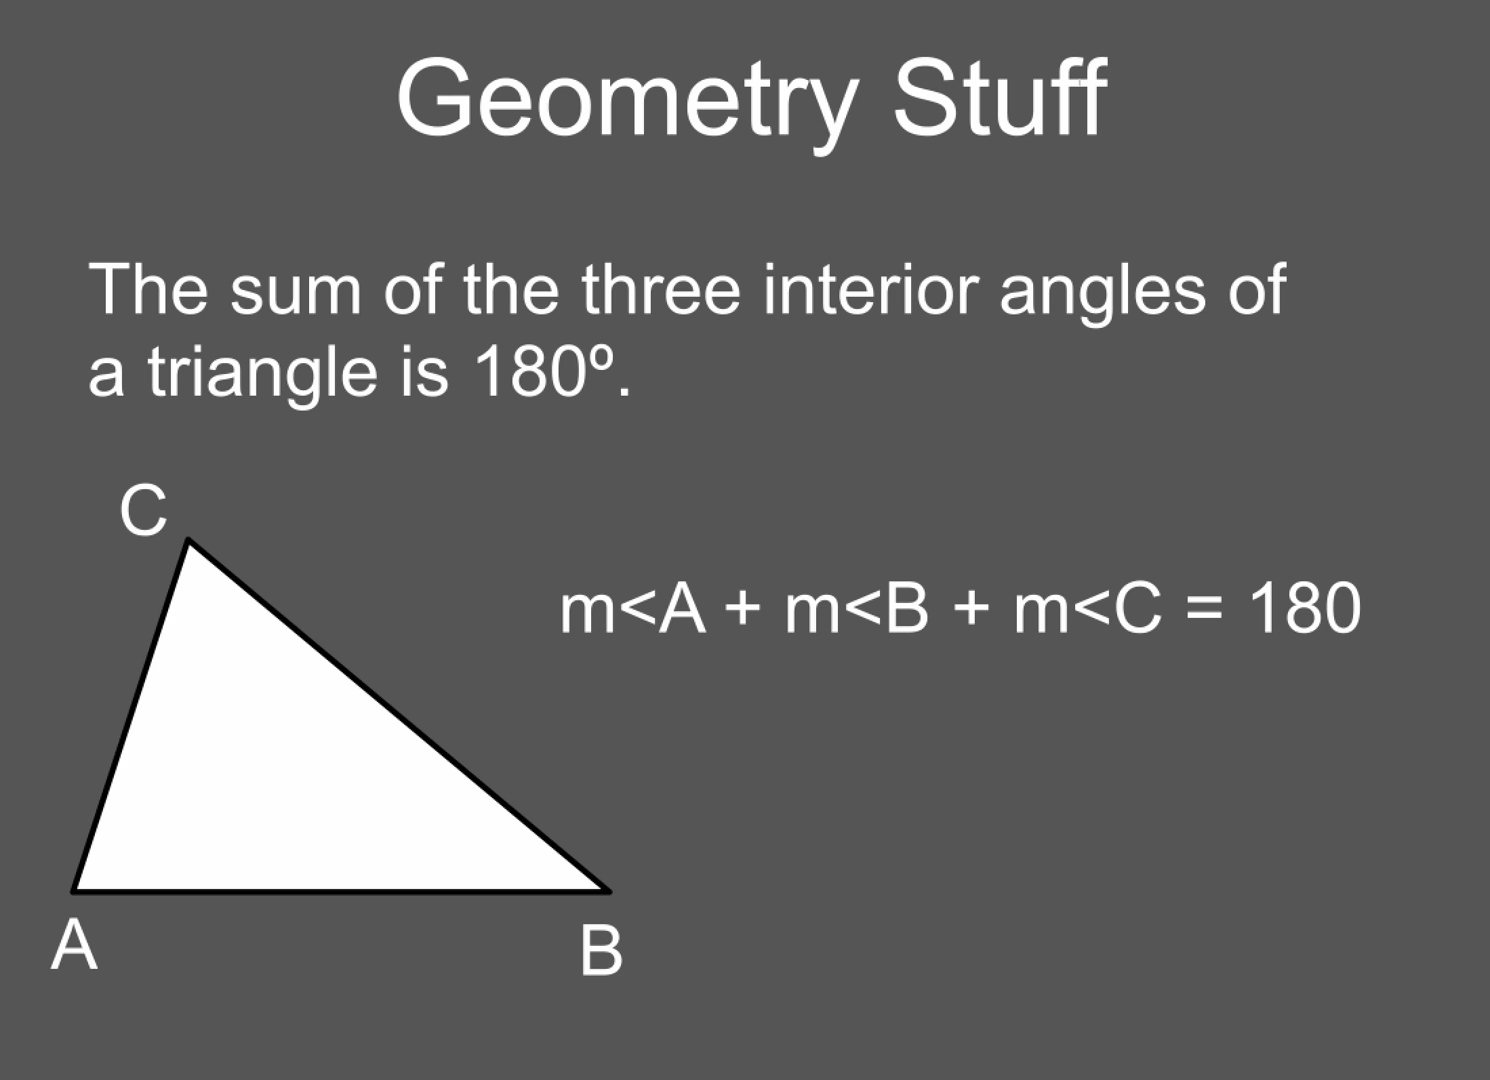 Geometry Stuff
The sum of the three interior angles of
a triangle is 180º.
C
m<A + m<B + m<C = 180
A
B